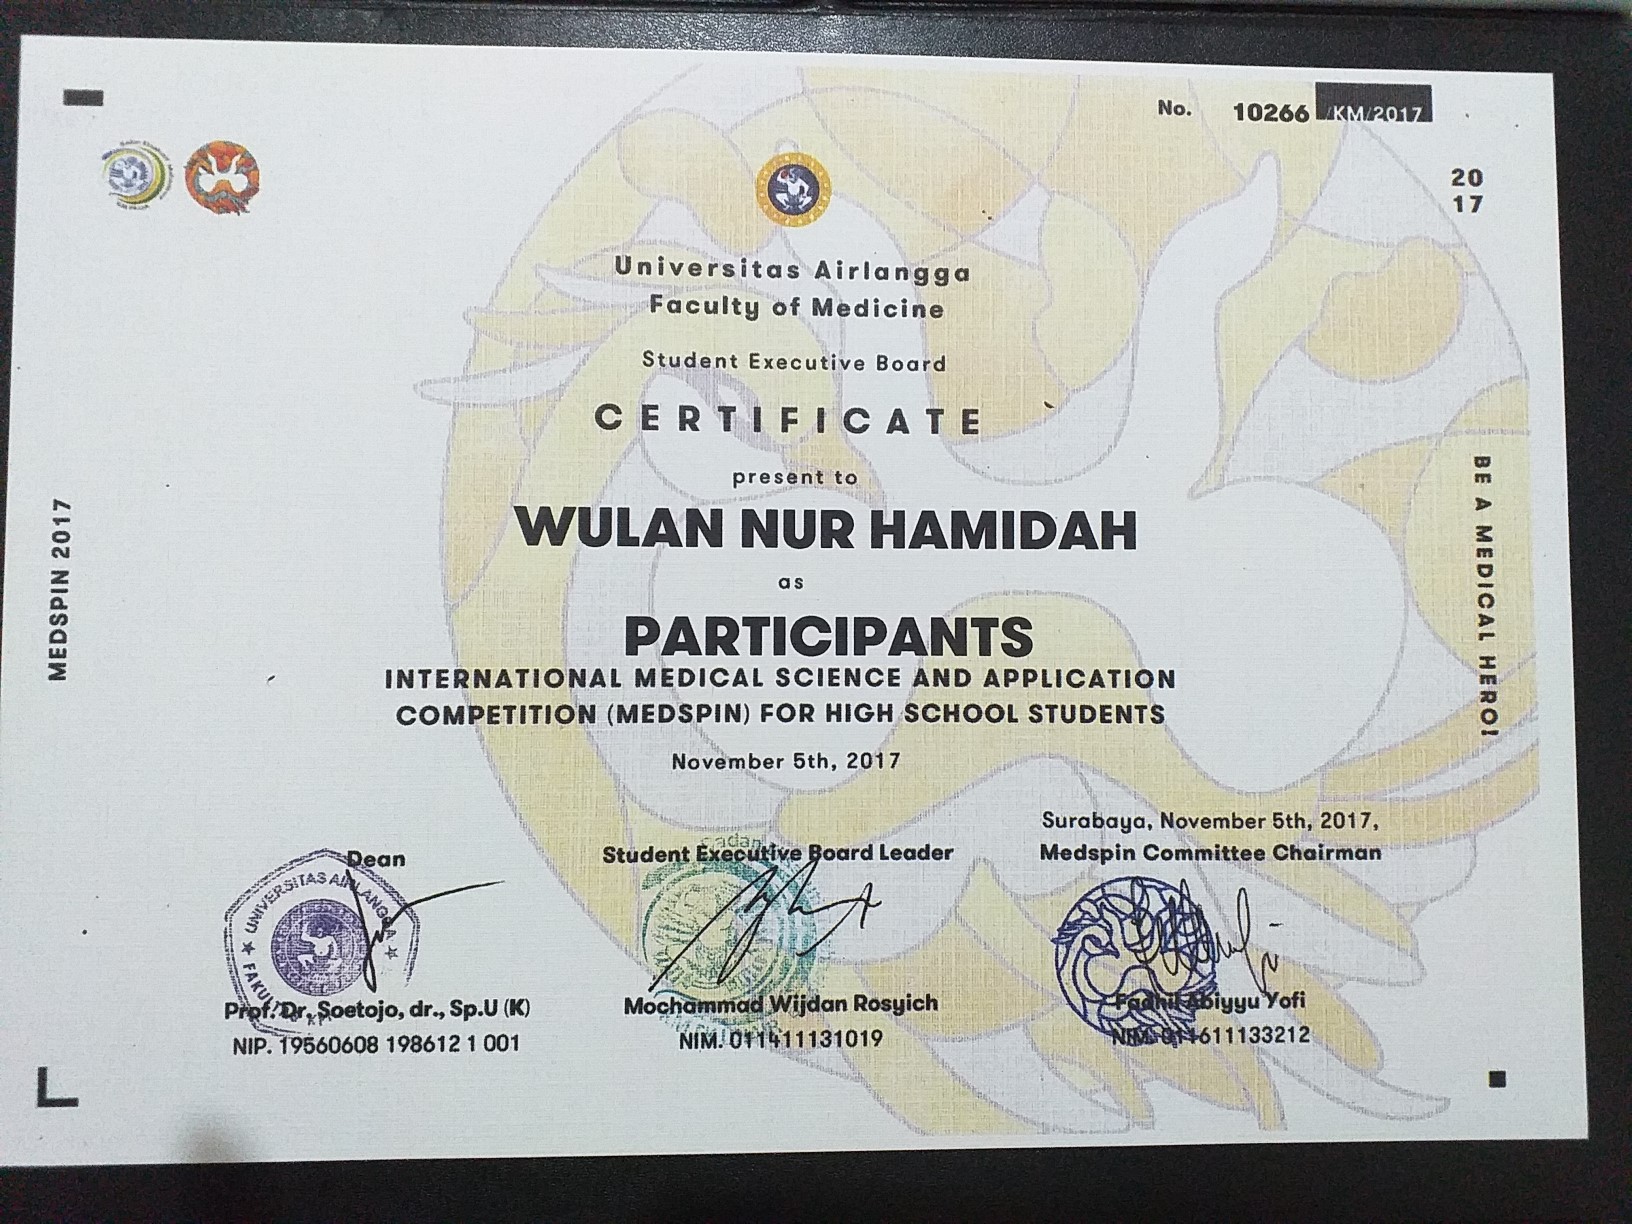 No. 10266 /KM/2017
20
17
Universitas Airlangga
Faculty of Medicine
Student Executive Board
CERTIFICATE
present to
WULAN NUR HAMIDAH
as
PARTICIPANTS
INTERNATIONAL MEDICAL SCIENCE AND APPLICATION
COMPETITION (MEDSPIN) FOR HIGH SCHOOL STUDENTS
November 5th, 2017
MEDSPIN 2017
BE A MEDICAL HERO!
Surabaya, November 5th, 2017,
Dean
Student Executive Board Leader
Medspin Committee Chairman
UNIVERSITAS AIRLANGGA
Prof. Dr. Soetojo, dr., Sp.U (K)
NIP. 19560608 198612 1 001
Mochammad Wijdan Rosyich
NIM. 011411131019
Fadhil Abiyyu Yofi
NIM. 011611133212